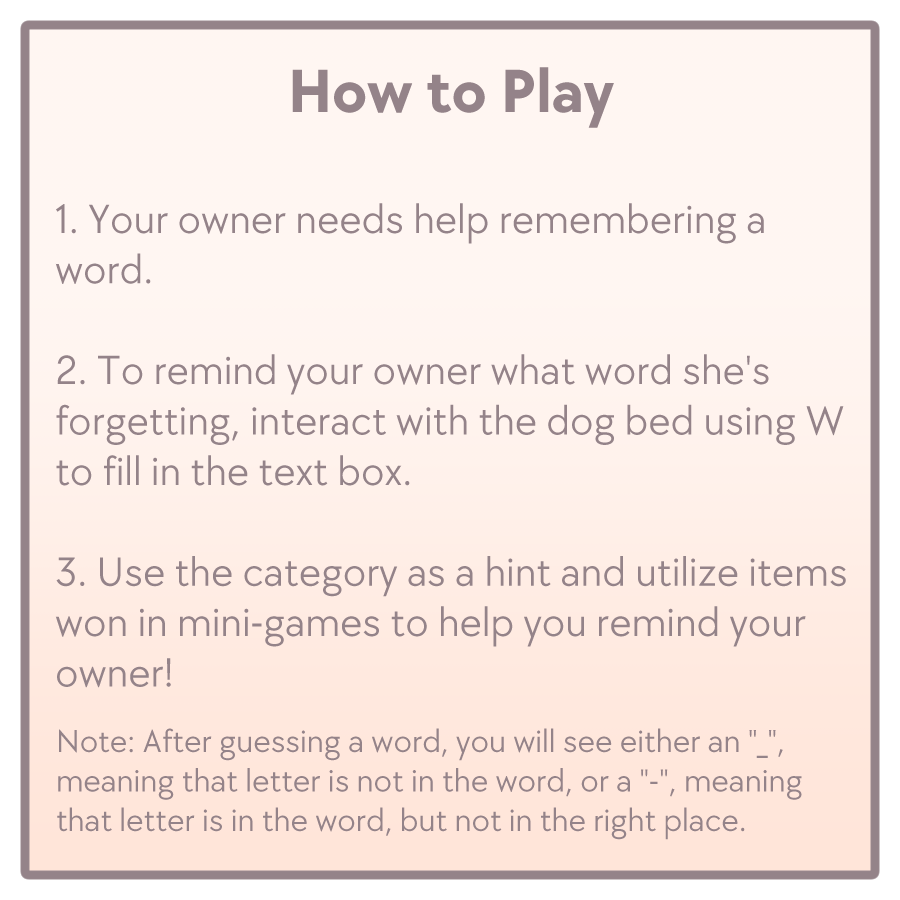 How to Play
1. Your owner needs help remembering a
word.
2. To remind your owner what word she's
forgetting, interact with the dog bed using W
to fill in the text box.
3. Use the category as a hint and utilize items
won in mini-games to help you remind your
owner!
Note: After guessing a word, you will see either an "_",
meaning that letter is not in the word, or a "-", meaning
that letter is in the word, but not in the right place.